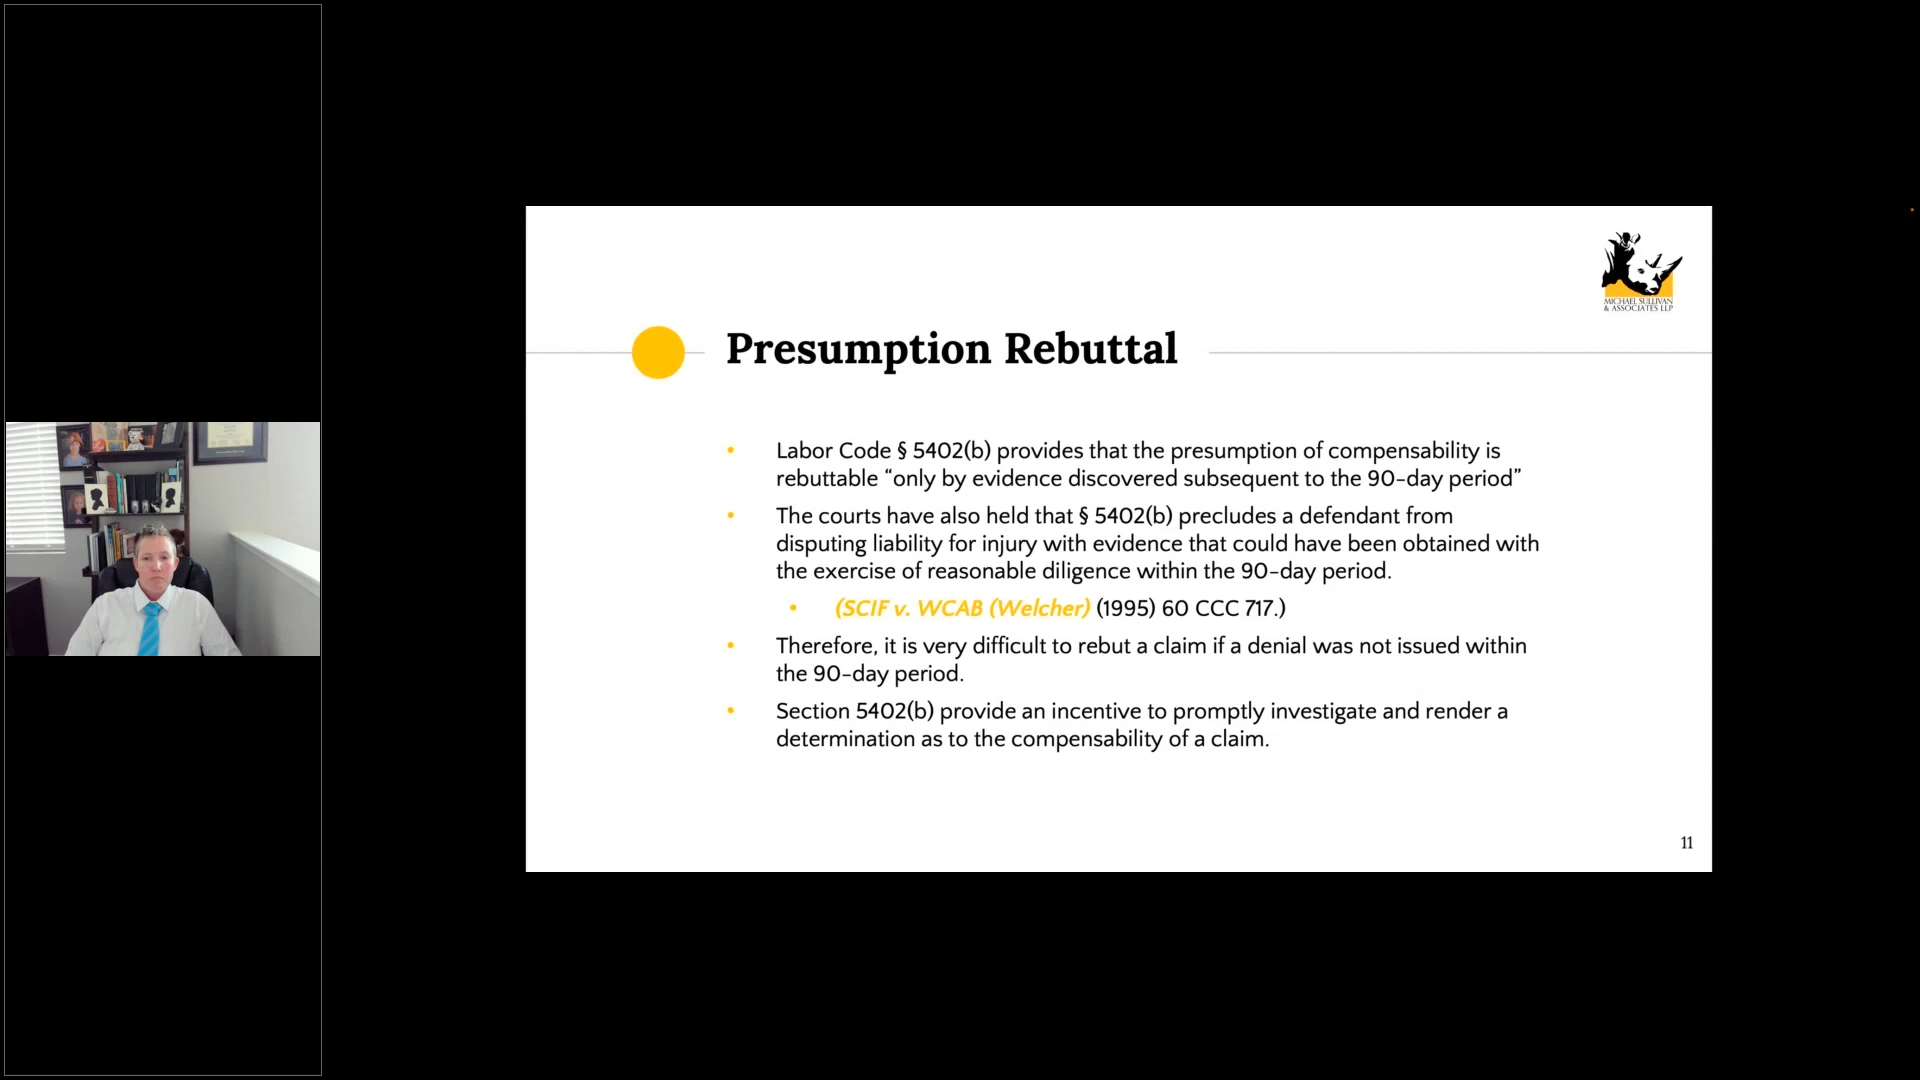 MICHAEL SULLIVAN
& ASSOCIATES LLP
Presumption Rebuttal
• Labor Code § 5402(b) provides that the presumption of compensability is
rebuttable “only by evidence discovered subsequent to the 90-day period”
• The courts have also held that § 5402(b) precludes a defendant from
disputing liability for injury with evidence that could have been obtained with
the exercise of reasonable diligence within the 90-day period.
• (SCIF v. WCAB (Welcher) (1995) 60 CCC 717.)
• Therefore, it is very difficult to rebut a claim if a denial was not issued within
the 90-day period.
• Section 5402(b) provide an incentive to promptly investigate and render a
determination as to the compensability of a claim.
11